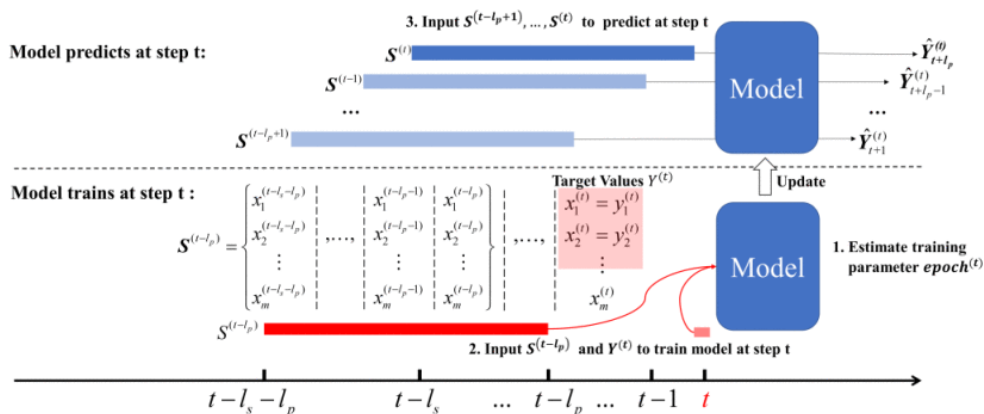 3. Input S^(t−l_p+1), ..., S^(t) to predict at step t
Model predicts at step t:
S^(t)
Ŷ_{t+l_p}^(t)
S^(t−1)
Ŷ_{t+l_p−1}^(t)
Model
...
...
S^(t−l_p+1)
Ŷ_{t+1}^(t)
Update
Model trains at step t :
Target Values Y^(t)
x_1^(t−l_s−l_p) x_1^(t−l_p−1) x_1^(t−l_p) x_1^(t) = y_1^(t)
x_2^(t−l_s−l_p) x_2^(t−l_p−1) x_2^(t−l_p) x_2^(t) = y_2^(t)
S^(t−l_p) = { ,..., } ,...,
⋮ ⋮ ⋮ ⋮
x_m^(t−l_s−l_p) x_m^(t−l_p−1) x_m^(t−l_p) x_m^(t)
Model
1. Estimate training
parameter epoch^(t)
S^(t−l_p)
2. Input S^(t−l_p) and Y^(t) to train model at step t
t−l_s−l_p t−l_s ... t−l_p ... t−1 t